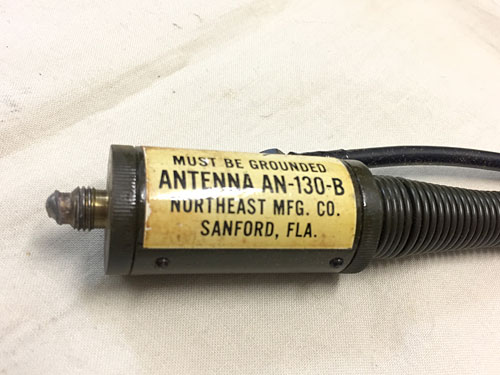 MUST BE GROUNDED
ANTENNA AN-130-B
NORTHEAST MFG. CO.
SANFORD, FLA.